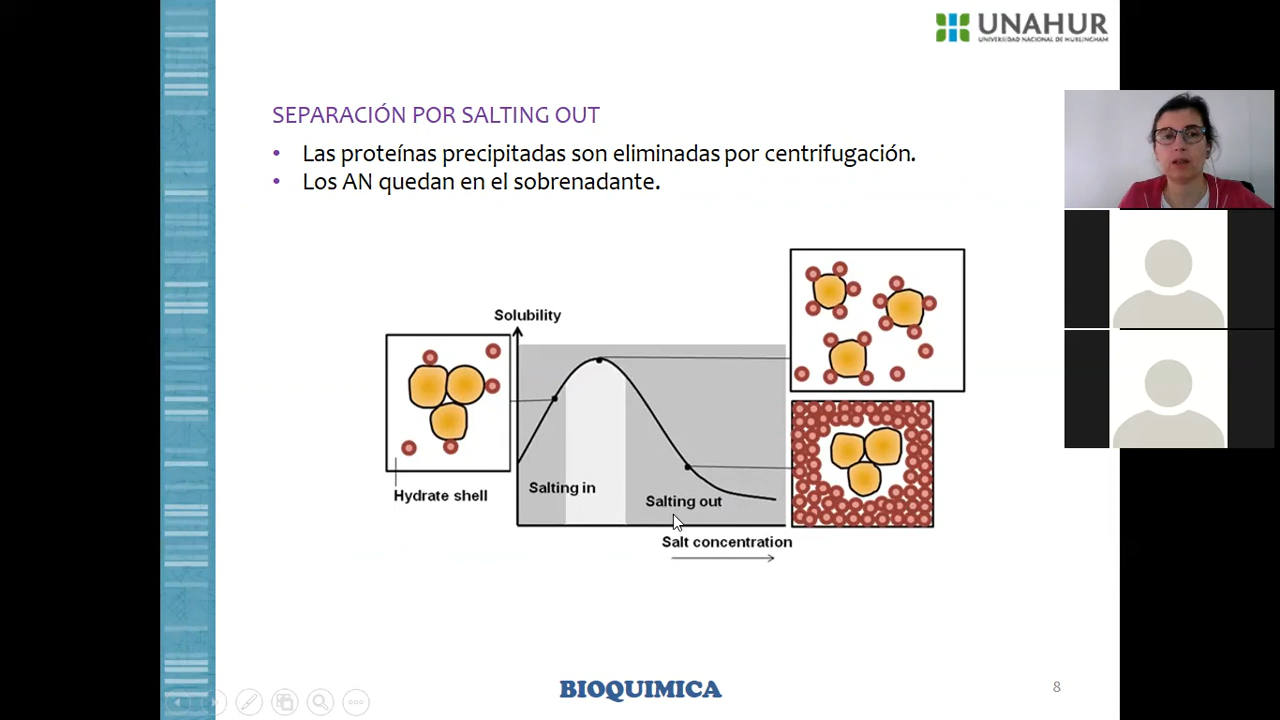 UNAHUR
UNIVERSIDAD NACIONAL DE HURLINGHAM
SEPARACIÓN POR SALTING OUT
• Las proteínas precipitadas son eliminadas por centrifugación.
• Los AN quedan en el sobrenadante.
Solubility
Hydrate shell
Salting in
Salting out
Salt concentration
BIOQUIMICA
8